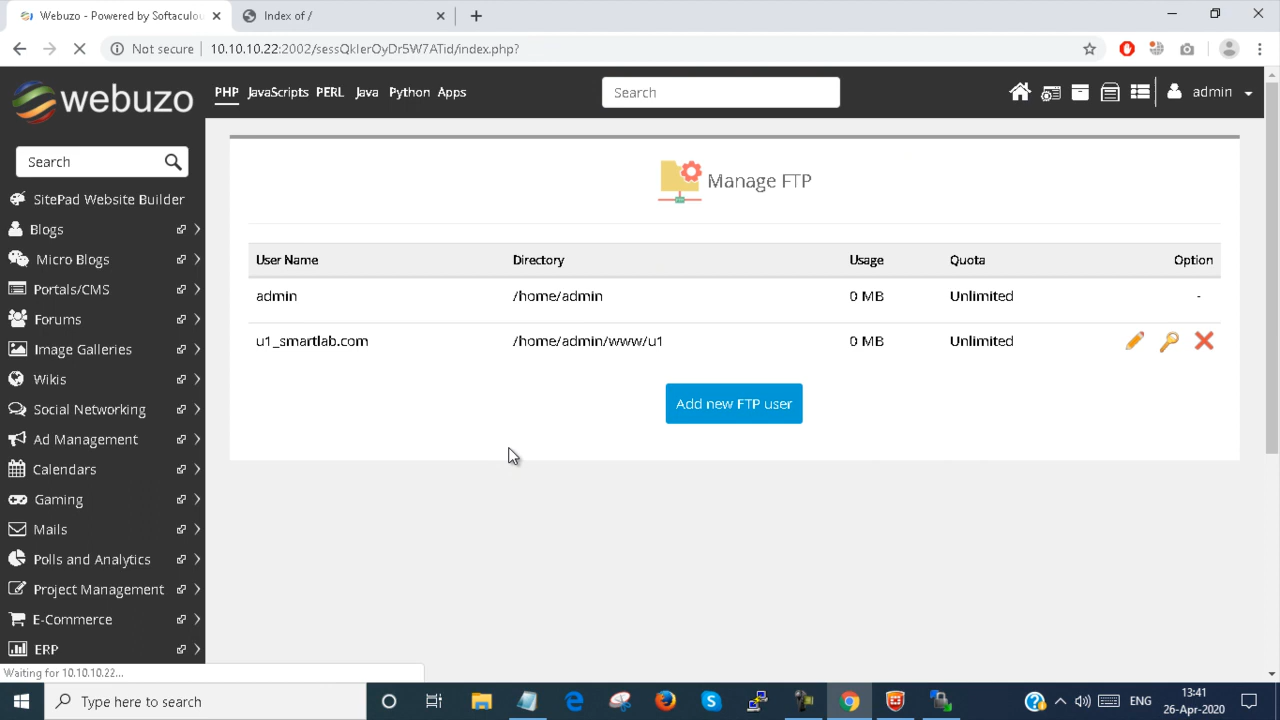 Webuzo - Powered by Softaculou
Index of /
Not secure
10.10.10.22:2002/sessQkIerOyDr5W7ATid/index.php?
webuzo
PHP JavaScripts PERL Java Python Apps
Search
admin
Search
SitePad Website Builder
Blogs
Micro Blogs
Portals/CMS
Forums
Image Galleries
Wikis
Social Networking
Ad Management
Calendars
Gaming
Mails
Polls and Analytics
Project Management
E-Commerce
ERP
Manage FTP
User Name Directory Usage Quota Option
admin /home/admin 0 MB Unlimited -
u1_smartlab.com /home/admin/www/u1 0 MB Unlimited
Add new FTP user
Waiting for 10.10.10.22...
Type here to search
ENG
13:41
26-Apr-2020